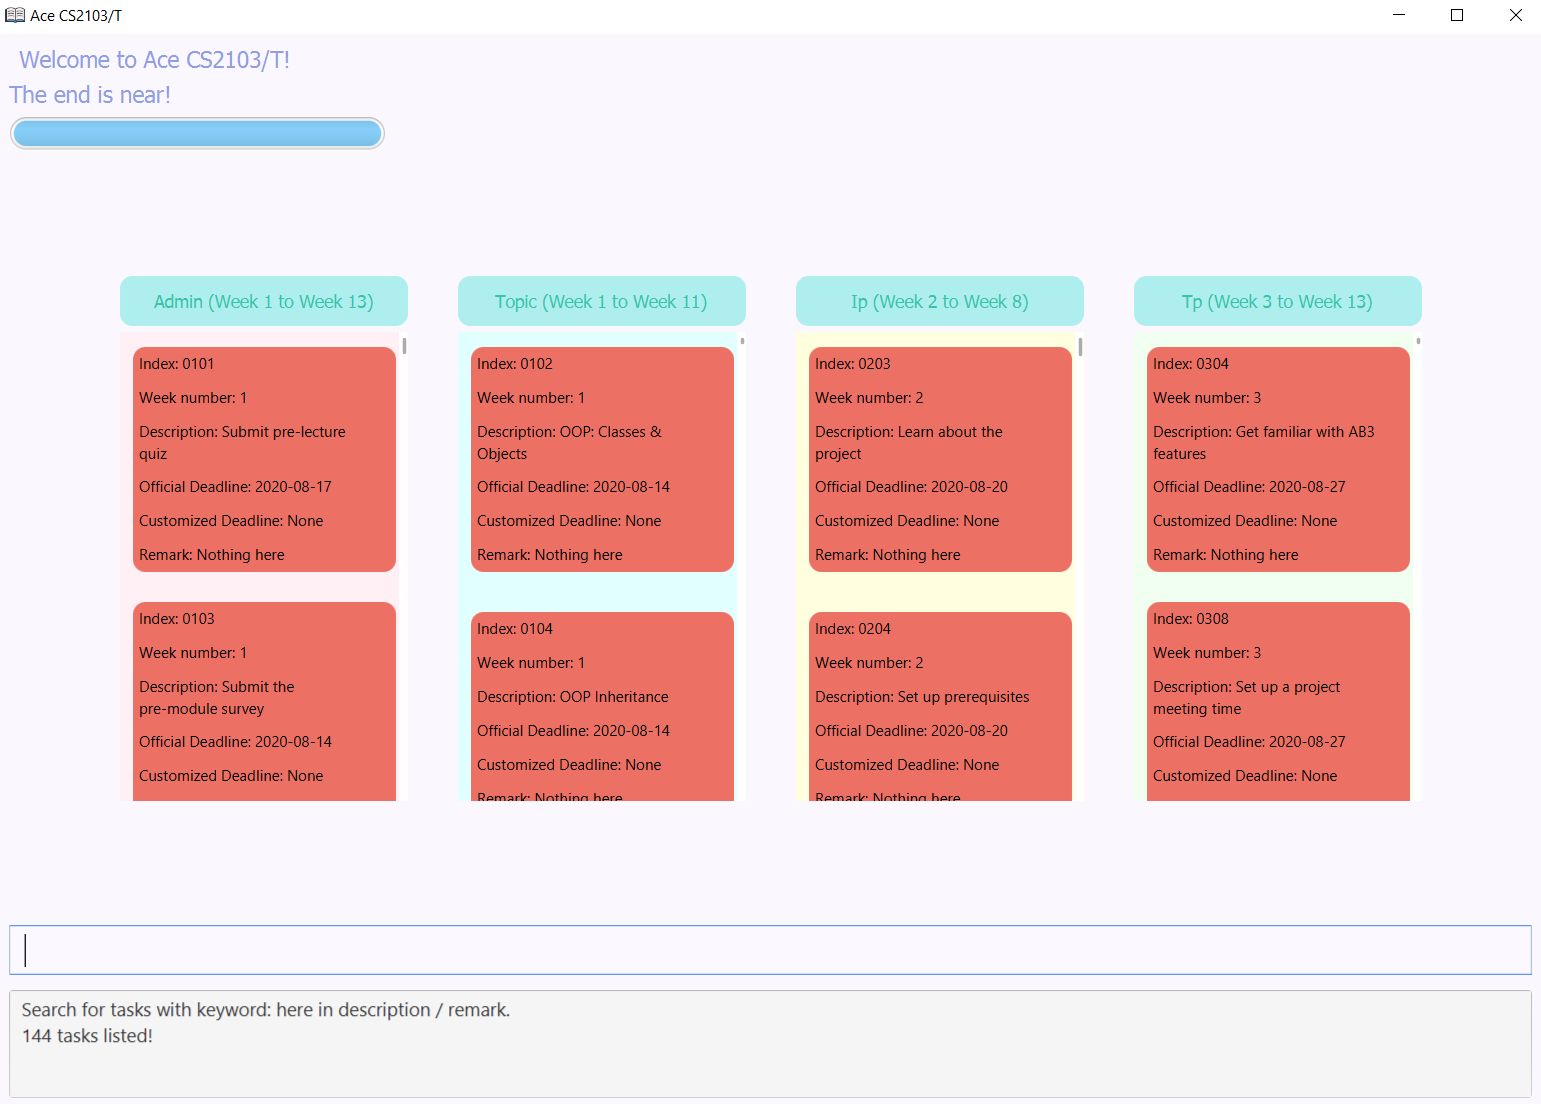 Ace CS2103/T
Welcome to Ace CS2103/T!
The end is near!
Admin (Week 1 to Week 13)
Index: 0101
Week number: 1
Description: Submit pre-lecture
quiz
Official Deadline: 2020-08-17
Customized Deadline: None
Remark: Nothing here
Index: 0103
Week number: 1
Description: Submit the
pre-module survey
Official Deadline: 2020-08-14
Customized Deadline: None
Topic (Week 1 to Week 11)
Index: 0102
Week number: 1
Description: OOP: Classes &
Objects
Official Deadline: 2020-08-14
Customized Deadline: None
Remark: Nothing here
Index: 0104
Week number: 1
Description: OOP Inheritance
Official Deadline: 2020-08-14
Customized Deadline: None
Remark: Nothing here
Ip (Week 2 to Week 8)
Index: 0203
Week number: 2
Description: Learn about the
project
Official Deadline: 2020-08-20
Customized Deadline: None
Remark: Nothing here
Index: 0204
Week number: 2
Description: Set up prerequisites
Official Deadline: 2020-08-20
Customized Deadline: None
Remark: Nothing here
Tp (Week 3 to Week 13)
Index: 0304
Week number: 3
Description: Get familiar with AB3
features
Official Deadline: 2020-08-27
Customized Deadline: None
Remark: Nothing here
Index: 0308
Week number: 3
Description: Set up a project
meeting time
Official Deadline: 2020-08-27
Customized Deadline: None
Search for tasks with keyword: here in description / remark.
144 tasks listed!